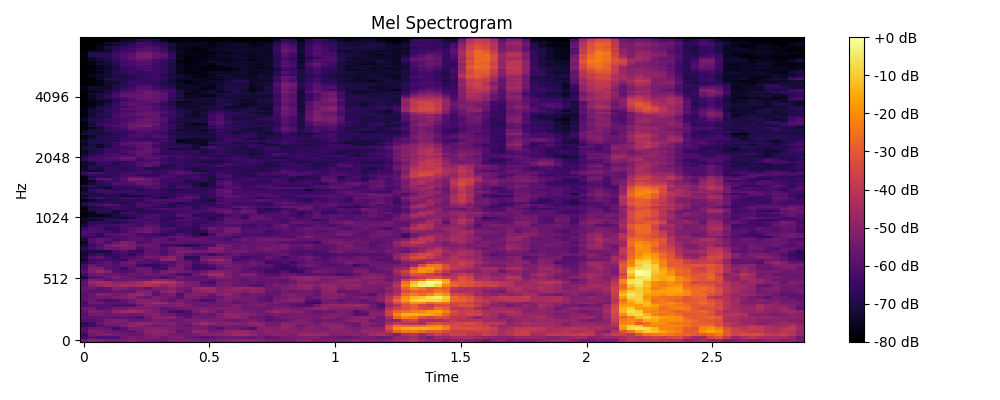 Mel Spectrogram
Hz
4096
2048
1024
512
0
0
0.5
1
1.5
2
2.5
Time
+0 dB
-10 dB
-20 dB
-30 dB
-40 dB
-50 dB
-60 dB
-70 dB
-80 dB